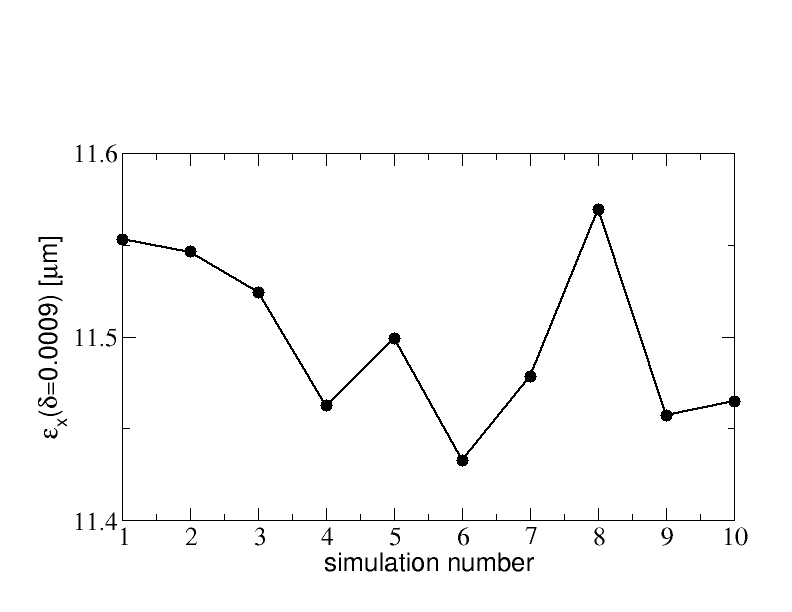 11.6
11.5
11.4
εx(δ=0.0009) [μm]
1 2 3 4 5 6 7 8 9 10
simulation number